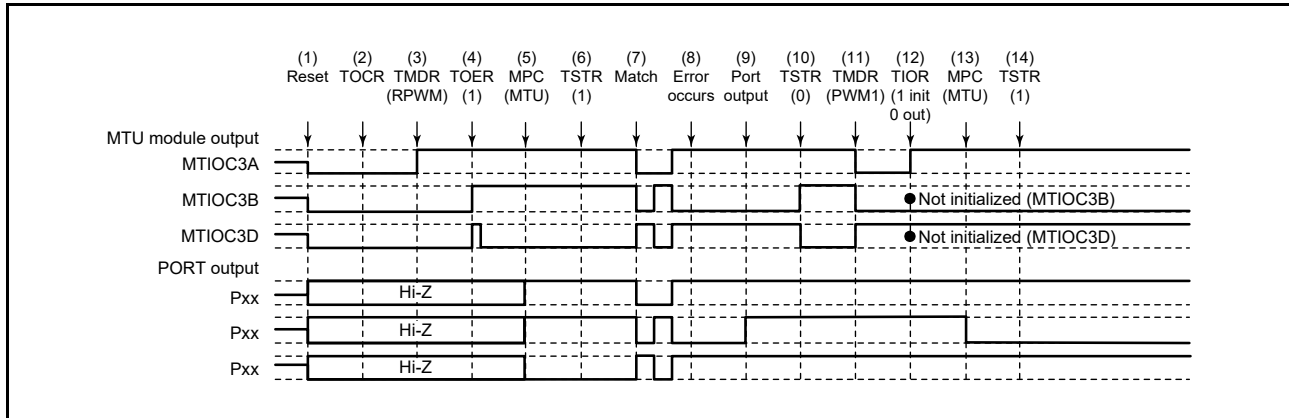 (1) (2) (3) (4) (5) (6) (7) (8) (9) (10) (11) (12) (13) (14)
Reset TOCR TMDR TOER MPC TSTR Match Error Port TSTR TMDR TIOR MPC TSTR
(RPWM) (1) (MTU) (1) occurs output (0) (PWM1) (1 init (MTU) (1)
0 out)
MTU module output
MTIOC3A
MTIOC3B
Not initialized (MTIOC3B)
MTIOC3D
Not initialized (MTIOC3D)
PORT output
Pxx Hi-Z
Pxx Hi-Z
Pxx Hi-Z